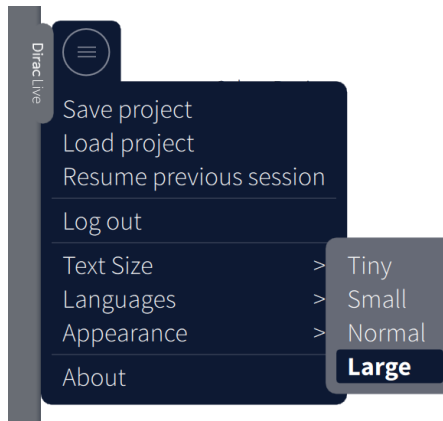 Dirac Live
Save project
Load project
Resume previous session
Log out
Text Size >
Languages >
Appearance >
About
Tiny
Small
Normal
Large